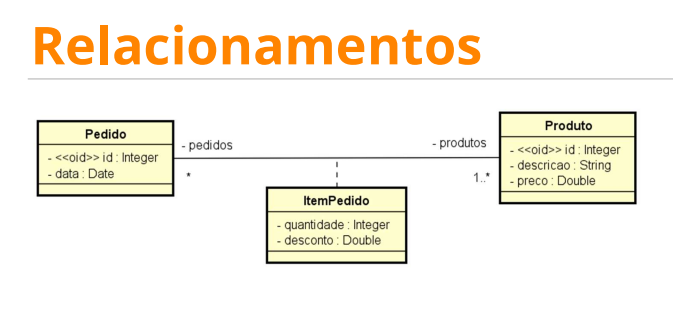 Relacionamentos
Pedido
- <<oid>> id : Integer
- data : Date
- pedidos
*
- produtos
1..*
Produto
- <<oid>> id : Integer
- descricao : String
- preco : Double
ItemPedido
- quantidade : Integer
- desconto : Double